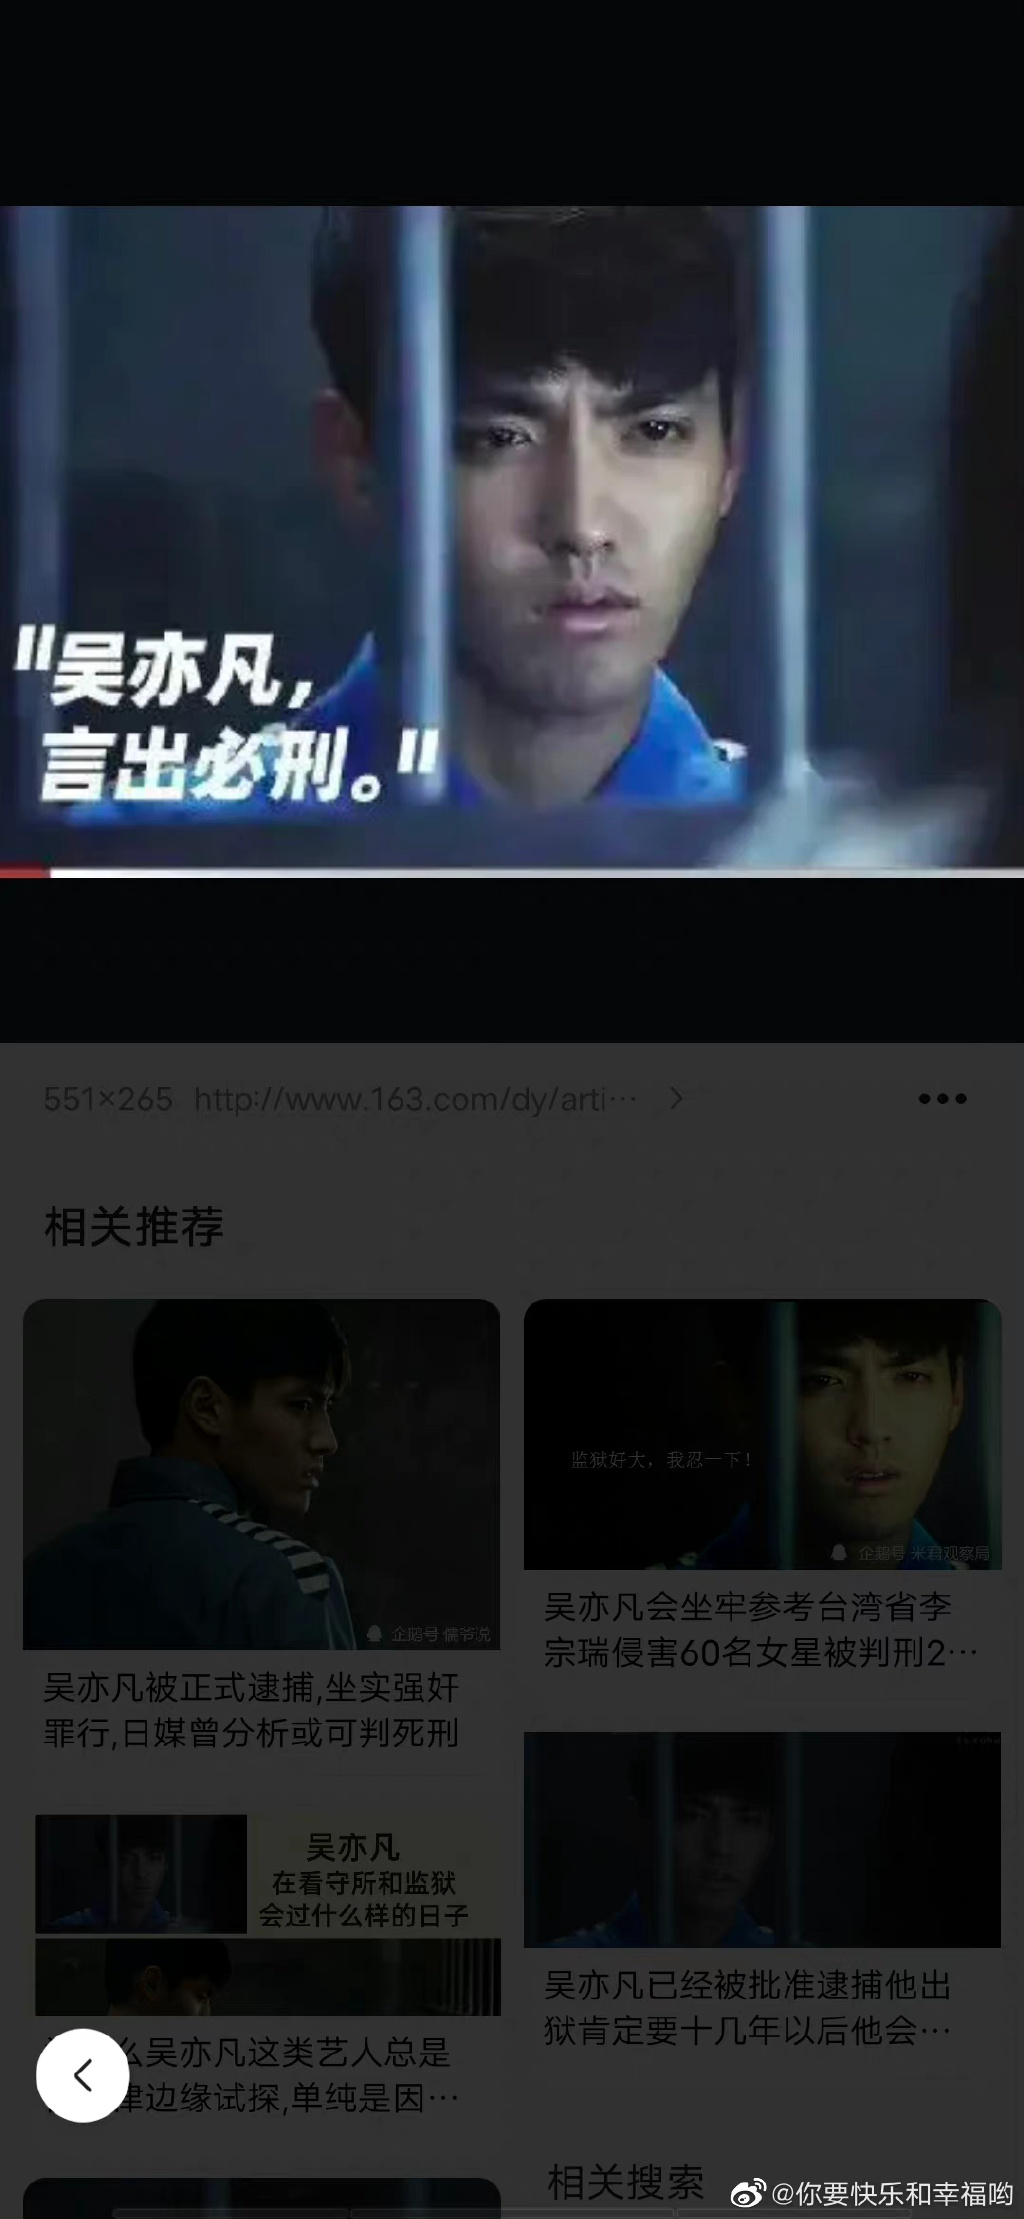 "吴亦凡，
言出必刑。"
551×265 http://www.163.com/dy/arti…
相关推荐
企鹅号 儒爷说
吴亦凡被正式逮捕,坐实强奸
罪行,日媒曾分析或可判死刑
监狱好大，我忍一下！
企鹅号 米君观察局
吴亦凡会坐牢参考台湾省李
宗瑞侵害60名女星被判刑2…
吴亦凡
在看守所和监狱
会过什么样的日子
么吴亦凡这类艺人总是
律边缘试探,单纯是因…
吴亦凡已经被批准逮捕他出
狱肯定要十几年以后他会…
相关搜索
@你要快乐和幸福哟